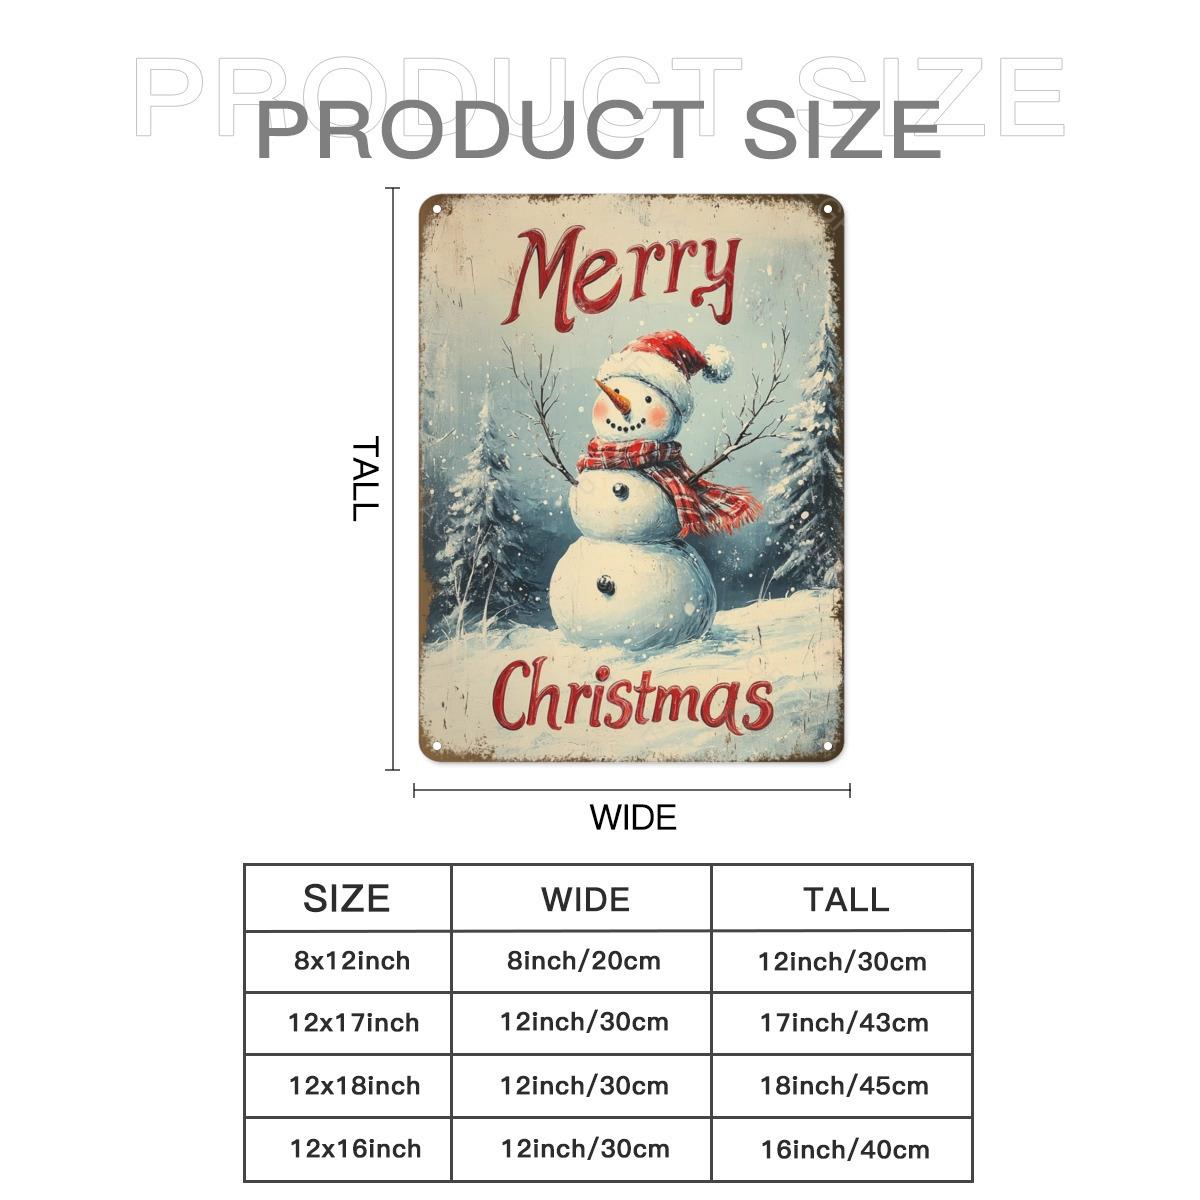 PRODUCT SIZE
PRODUCT SIZE
Merry
TALL
Christmas
WIDE
SIZE WIDE TALL
8x12inch 8inch/20cm 12inch/30cm
12x17inch 12inch/30cm 17inch/43cm
12x18inch 12inch/30cm 18inch/45cm
12x16inch 12inch/30cm 16inch/40cm